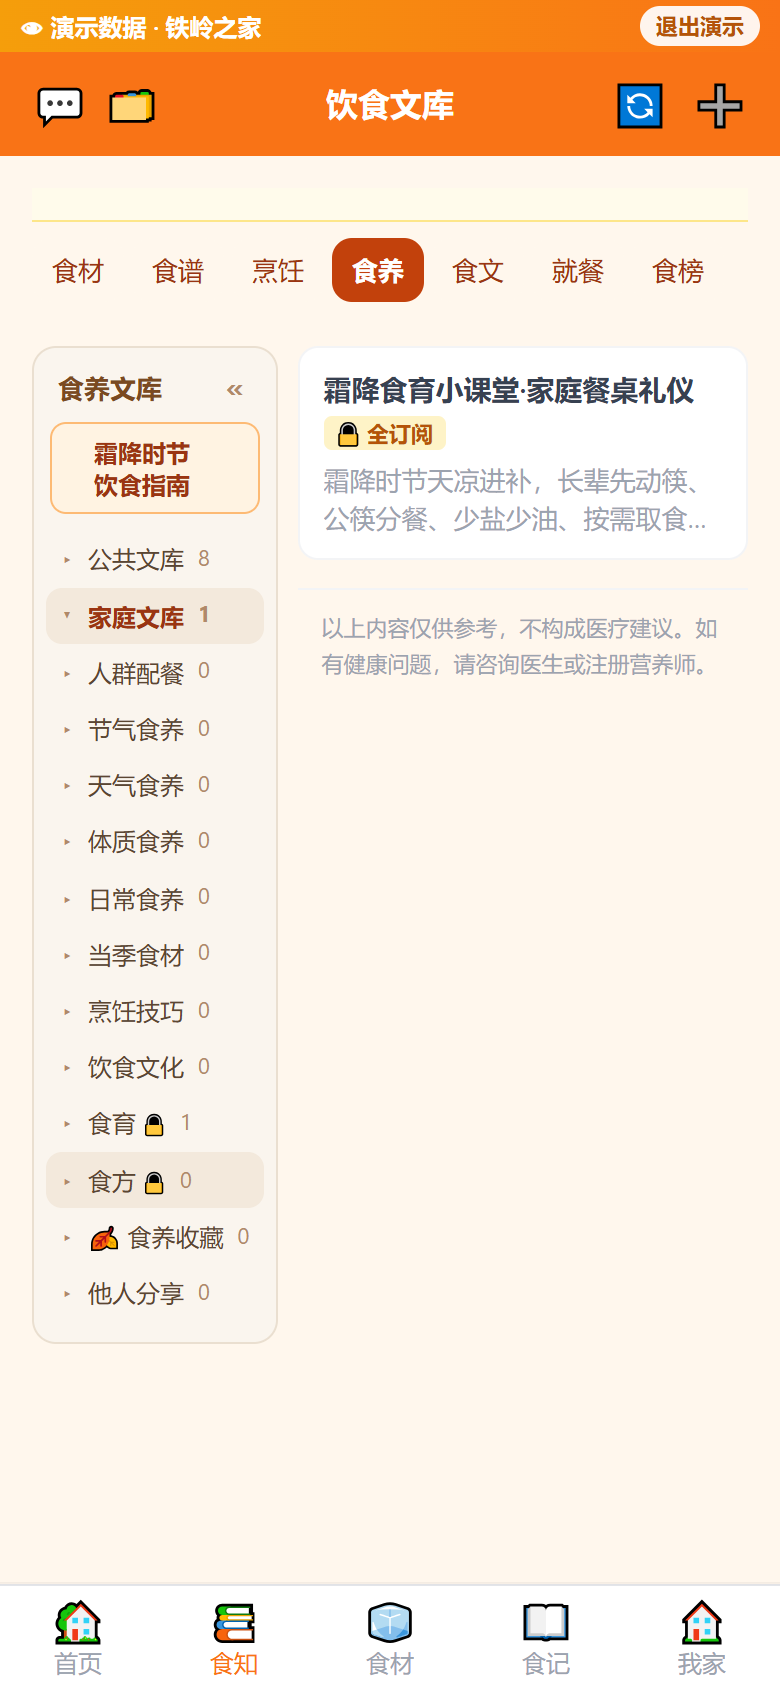 演示数据 · 铁岭之家
退出演示
饮食文库
食材 食谱 烹饪 食养 食文 就餐 食榜
食养文库 «
霜降时节
饮食指南
公共文库 8
家庭文库 1
人群配餐 0
节气食养 0
天气食养 0
体质食养 0
日常食养 0
当季食材 0
烹饪技巧 0
饮食文化 0
食育 1
食方 0
食养收藏 0
他人分享 0
霜降食育小课堂·家庭餐桌礼仪
全订阅
霜降时节天凉进补，长辈先动筷、
公筷分餐、少盐少油、按需取食...
以上内容仅供参考，不构成医疗建议。如
有健康问题，请咨询医生或注册营养师。
首页 食知 食材 食记 我家